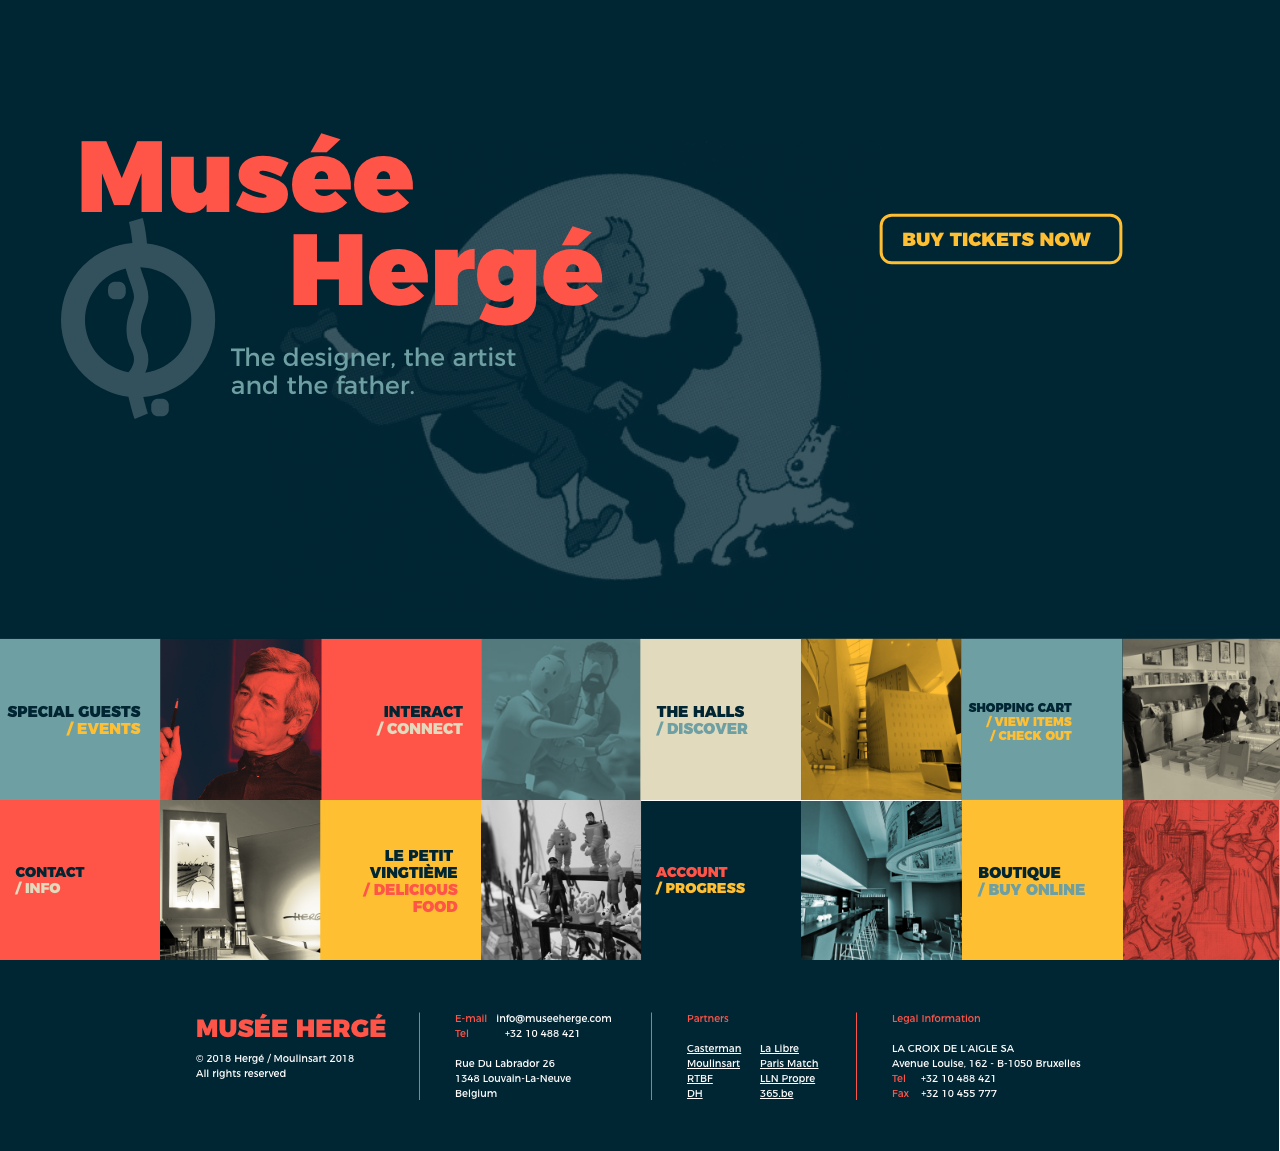 Musée
Hergé
BUY TICKETS NOW
The designer, the artist
and the father.
SPECIAL GUESTS
/ EVENTS
INTERACT
/ CONNECT
THE HALLS
/ DISCOVER
SHOPPING CART
/ VIEW ITEMS
/ CHECK OUT
CONTACT
/ INFO
HERG
LE PETIT
VINGTIÈME
/ DELICIOUS
FOOD
ACCOUNT
/ PROGRESS
BOUTIQUE
/ BUY ONLINE
MUSÉE HERGÉ
© 2018 Hergé / Moulinsart 2018
All rights reserved
E-mail info@museeherge.com
Tel +32 10 488 421
Rue Du Labrador 26
1348 Louvain-La-Neuve
Belgium
Partners
Casterman La Libre
Moulinsart Paris Match
RTBF LLN Propre
DH 365.be
Legal Information
LA CROIX DE L'AIGLE SA
Avenue Louise, 162 - B-1050 Bruxelles
Tel +32 10 488 421
Fax +32 10 455 777